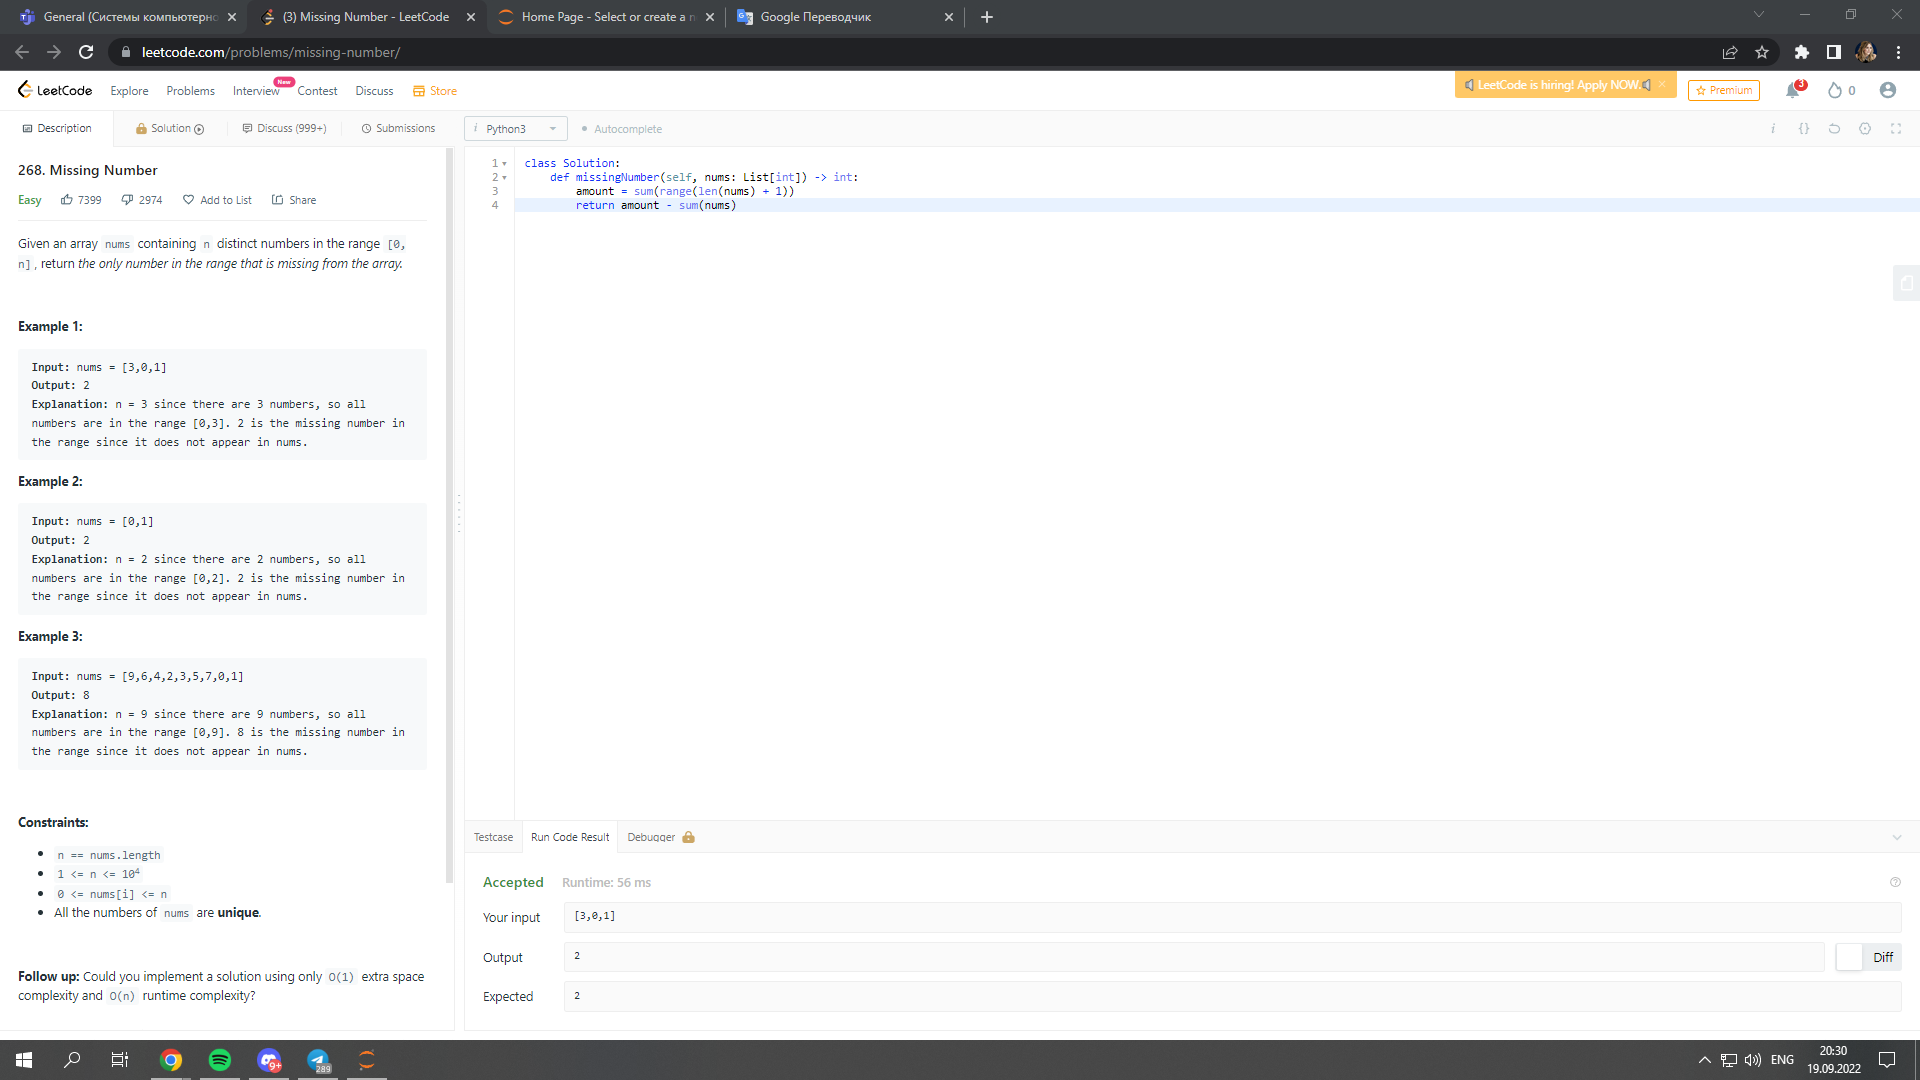 General (Системы компьютерно
(3) Missing Number - LeetCode
Home Page - Select or create a n
Google Переводчик
leetcode.com/problems/missing-number/
LeetCode
Explore
Problems
Interview
New
Contest
Discuss
Store
LeetCode is hiring! Apply NOW.
Premium
3
0
Description
Solution
Discuss (999+)
Submissions
i Python3
Autocomplete
268. Missing Number
Easy
7399
2974
Add to List
Share
Given an array nums containing n distinct numbers in the range [0,
n], return the only number in the range that is missing from the array.
Example 1:
Input: nums = [3,0,1]
Output: 2
Explanation: n = 3 since there are 3 numbers, so all
numbers are in the range [0,3]. 2 is the missing number in
the range since it does not appear in nums.
Example 2:
Input: nums = [0,1]
Output: 2
Explanation: n = 2 since there are 2 numbers, so all
numbers are in the range [0,2]. 2 is the missing number in
the range since it does not appear in nums.
Example 3:
Input: nums = [9,6,4,2,3,5,7,0,1]
Output: 8
Explanation: n = 9 since there are 9 numbers, so all
numbers are in the range [0,9]. 8 is the missing number in
the range since it does not appear in nums.
Constraints:
n == nums.length
1 <= n <= 10⁴
0 <= nums[i] <= n
All the numbers of nums are unique.
Follow up: Could you implement a solution using only O(1) extra space
complexity and O(n) runtime complexity?
1 class Solution:
2 def missingNumber(self, nums: List[int]) -> int:
3 amount = sum(range(len(nums) + 1))
4 return amount - sum(nums)
Testcase
Run Code Result
Debugger
Accepted
Runtime: 56 ms
Your input
[3,0,1]
Output
2
Diff
Expected
2
9+
289
ENG
20:30
19.09.2022